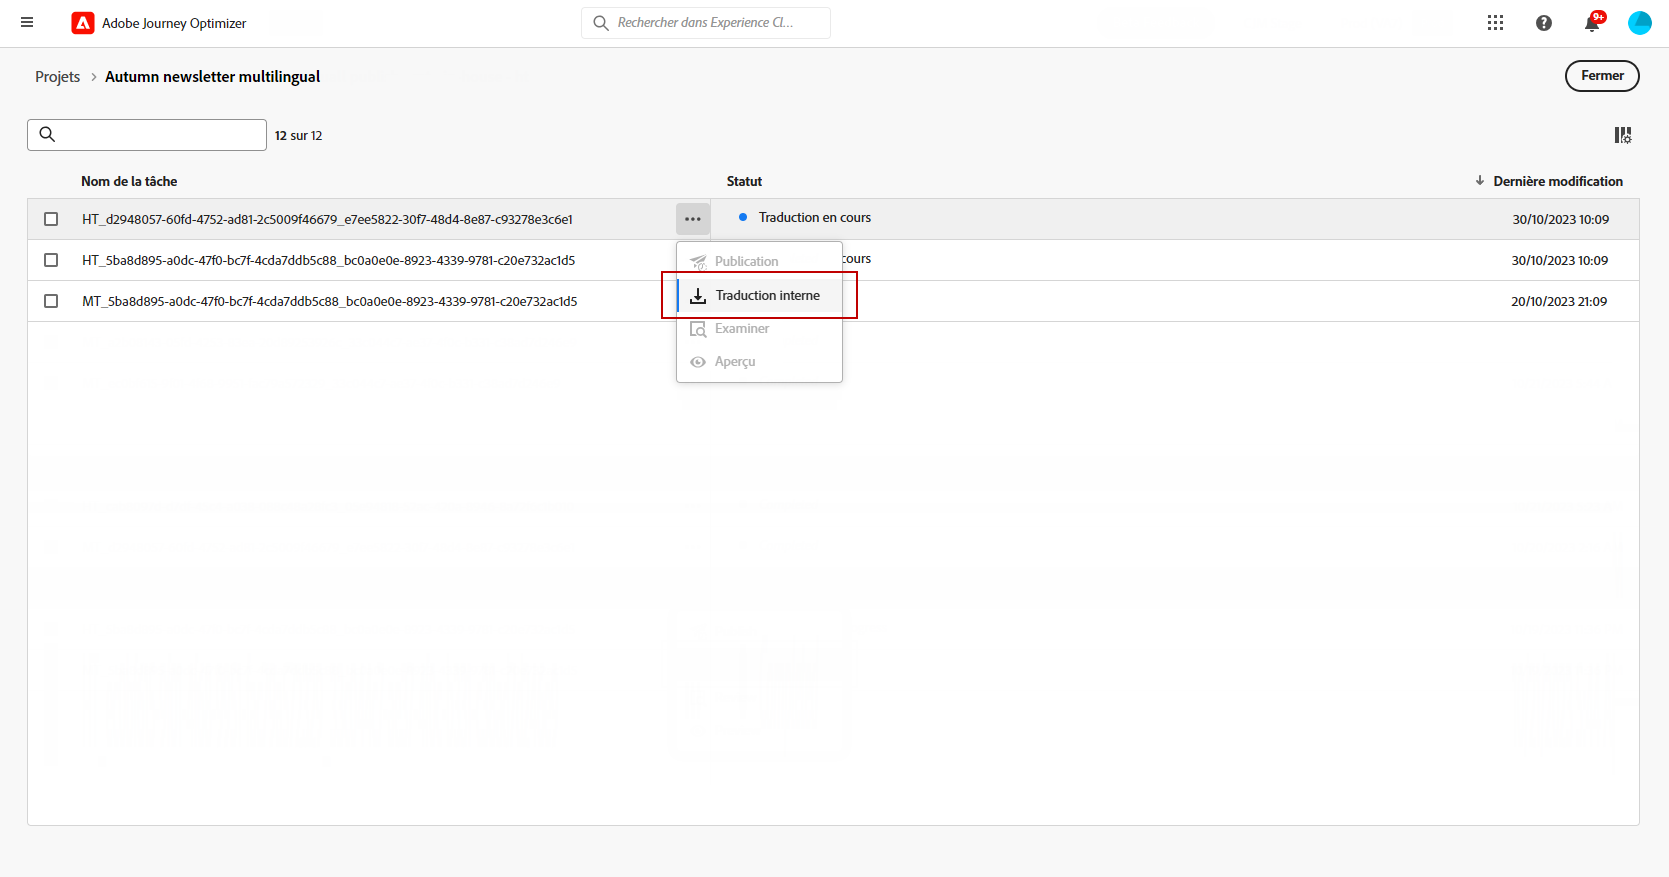 Adobe Journey Optimizer
Rechercher dans Experience Cl...
9+
Projets > Autumn newsletter multilingual
Fermer
12 sur 12
Nom de la tâche
Statut
Dernière modification
HT_d2948057-60fd-4752-ad81-2c5009f46679_e7ee5822-30f7-48d4-8e87-c93278e3c6e1
Traduction en cours
30/10/2023 10:09
HT_5ba8d895-a0dc-47f0-bc7f-4cda7ddb5c88_bc0a0e0e-8923-4339-9781-c20e732ac1d5
cours
30/10/2023 10:09
MT_5ba8d895-a0dc-47f0-bc7f-4cda7ddb5c88_bc0a0e0e-8923-4339-9781-c20e732ac1d5
20/10/2023 21:09
Publication
Traduction interne
Examiner
Aperçu